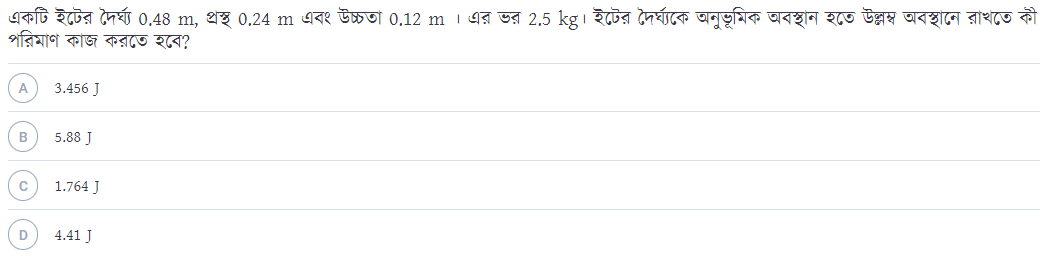 একটি ইটের দৈর্ঘ্য 0.48 m, প্রস্থ 0.24 m এবং উচ্চতা 0.12 m । এর ভর 2.5 kg। ইটের দৈর্ঘ্যকে অনুভূমিক অবস্থান হতে উল্লম্ব অবস্থানে রাখতে কী
পরিমাণ কাজ করতে হবে?
A 3.456 J
B 5.88 J
C 1.764 J
D 4.41 J